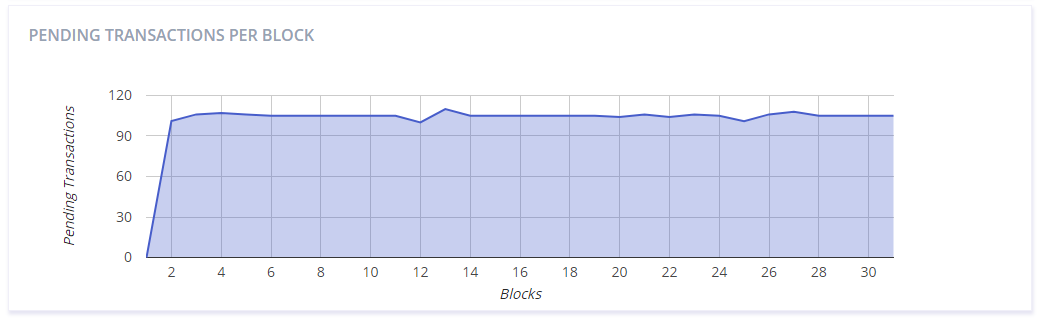 PENDING TRANSACTIONS PER BLOCK
Pending Transactions
120
90
60
30
0
2 4 6 8 10 12 14 16 18 20 22 24 26 28 30
Blocks